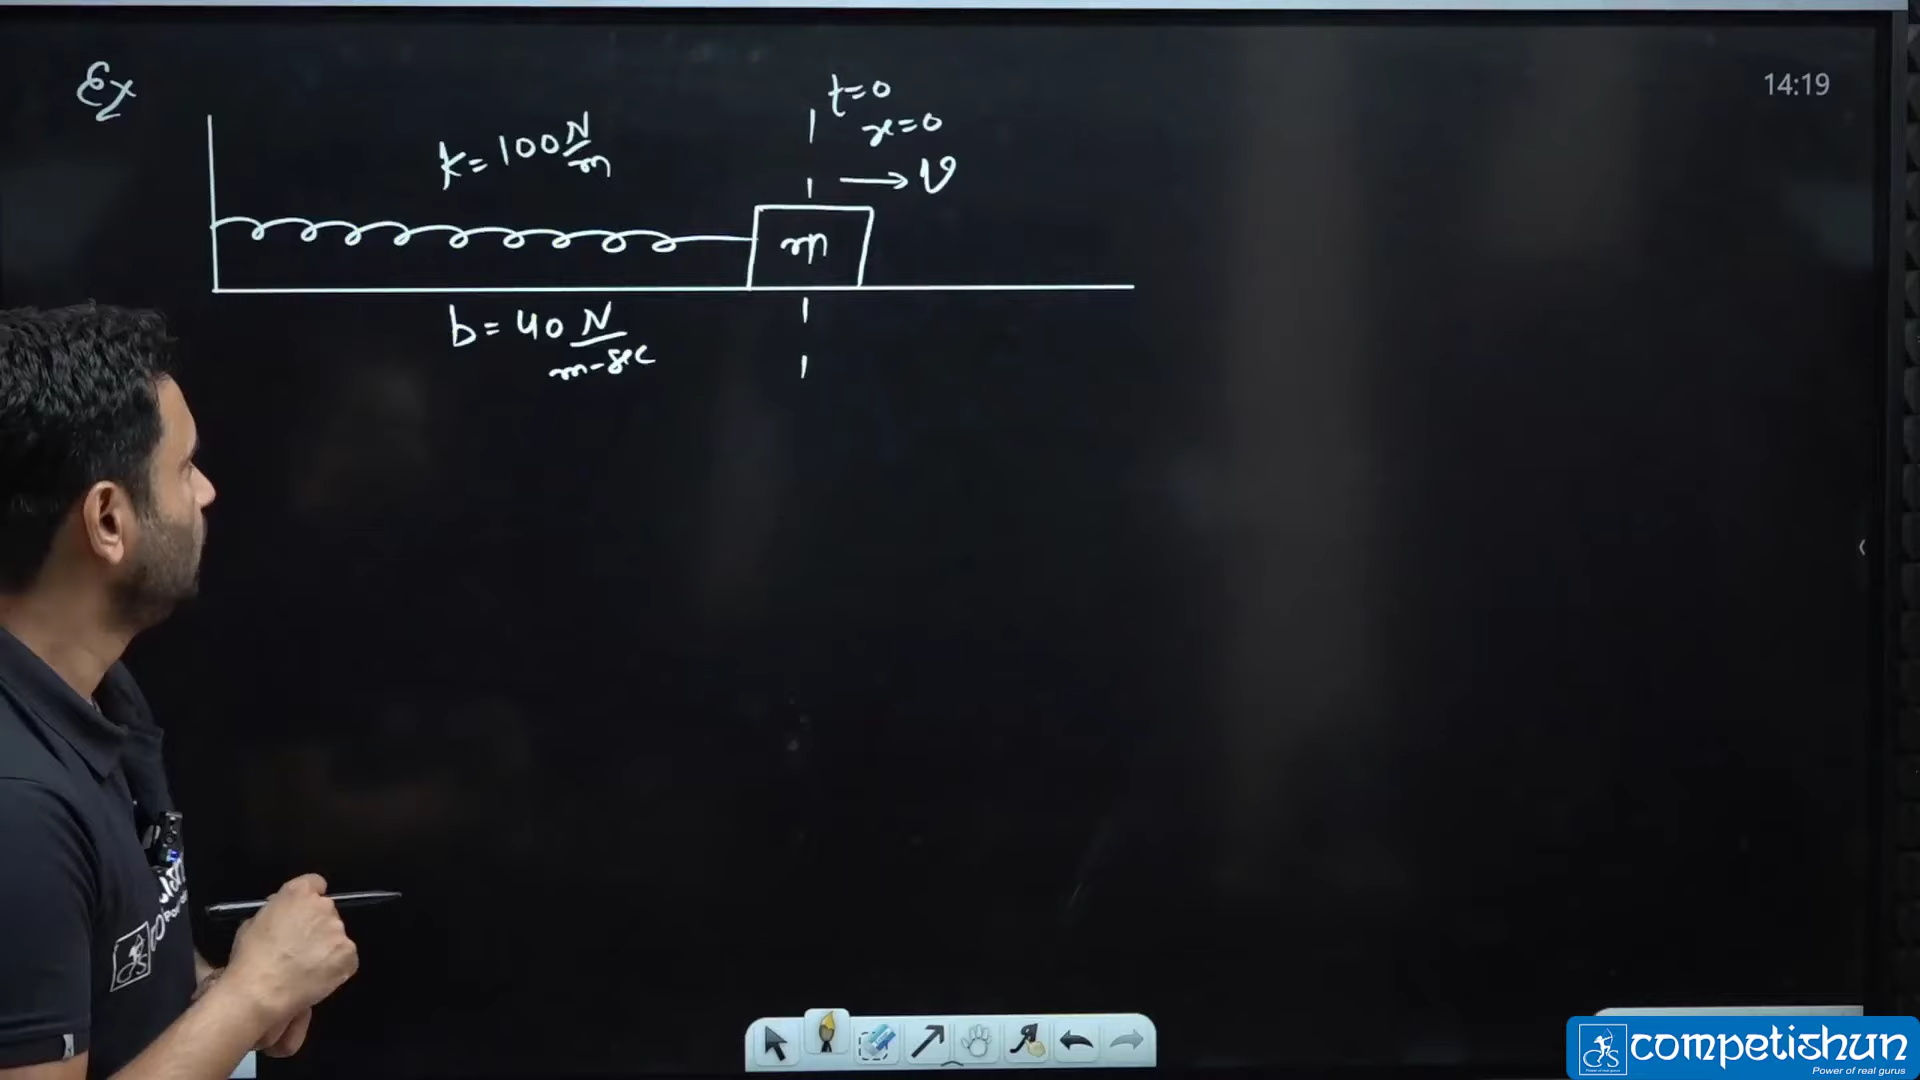 Ex
14:19
t=0
x=0
k=100 N/m
→ v
m
b=40 N/m-sec
competishun
Power of real gurus